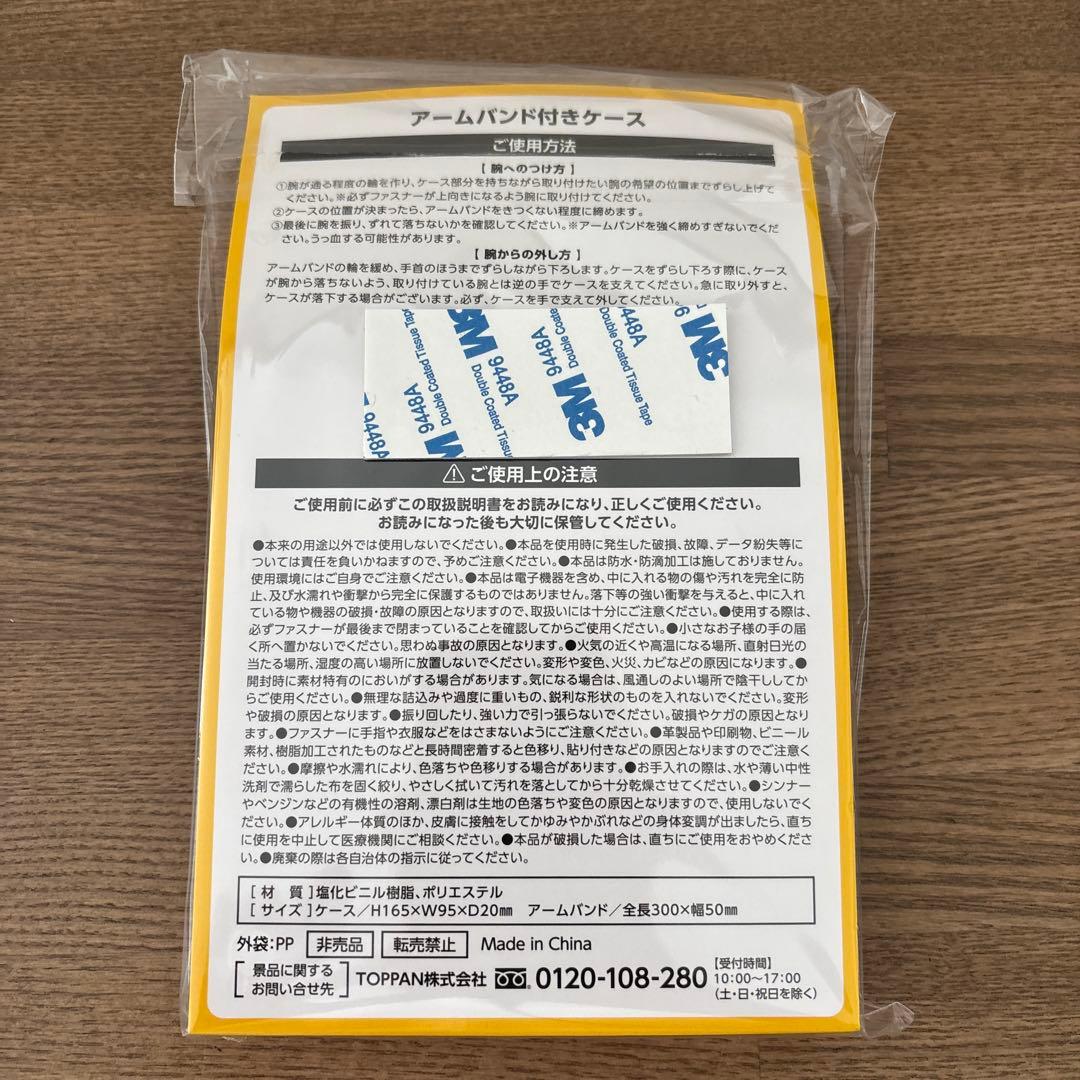 アームバンド付きケース
ご使用方法
【 腕へのつけ方 】
①腕が通る程度の輪を作り、ケース部分を持ちながら取り付けたい腕の希望の位置までずらし上げて
ください。※必ずファスナーが上向きになるよう腕に取り付けてください。
②ケースの位置が決まったら、アームバンドをきつくない程度に締めます。
③最後に腕を振り、ずれて落ちないかを確認してください。※アームバンドを強く締めすぎないでくだ
さい。うっ血する可能性があります。
【 腕からの外し方 】
アームバンドの輪を緩め、手首のほうまでずらしながら下ろします。ケースをずらし下ろす際に、ケース
が腕から落ちないよう、取り付けている腕とは逆の手でケースを支えてください。急に取り外すと、
ケースが落下する場合がございます。必ず、ケースを手で支えて外してください。
9448A
Double Coated Tissue Tape
3M 9448A
Double Coated Tissue Tape
3M 9448A
Double Coated Tissue Tape
3M
⚠ご使用上の注意
ご使用前に必ずこの取扱説明書をお読みになり、正しくご使用ください。
お読みになった後も大切に保管してください。
●本来の用途以外では使用しないでください。●本品を使用時に発生した破損、故障、データ紛失等に
ついては責任を負いかねますので、予めご注意ください。●本品は防水・防滴加工は施しておりません。
使用環境にはご自身でご注意ください。●本品は電子機器を含め、中に入れる物の傷や汚れを完全に防
止、及び水濡れや衝撃から完全に保護するものではありません。落下等の強い衝撃を与えると、中に入れ
ている物や機器の破損・故障の原因となりますので、取扱いには十分にご注意ください。●使用する際は、
必ずファスナーが最後まで閉まっていることを確認してからご使用ください。●小さなお子様の手の届
く所へ置かないでください。思わぬ事故の原因となります。●火気の近くや高温になる場所、直射日光の
当たる場所、湿度の高い場所に放置しないでください。変形や変色、火災、カビなどの原因になります。●
開封時に素材特有のにおいがする場合があります。気になる場合は、風通しのよい場所で陰干ししてか
らご使用ください。●無理な詰込みや過度に重いもの、鋭利な形状のものを入れないでください。変形
や破損の原因となります。●振り回したり、強い力で引っ張らないでください。破損やケガの原因となりま
す。●ファスナーに手指や衣服などをはさまないようにご注意ください。●革製品や印刷物、ビニール
素材、樹脂加工されたものなどと長時間密着すると色移り、貼り付きなどの原因となりますのでご注意く
ださい。●摩擦や水濡れにより、色落ちや色移りする場合があります。●お手入れの際は、水や薄い中性
洗剤で濡らした布を固く絞り、やさしく拭いて汚れを落としてから十分乾燥させてください。●シンナー
やベンジンなどの有機性の溶剤、漂白剤は生地の色落ちや変色の原因となりますので、使用しないでく
ださい。●アレルギー体質のほか、皮膚に接触をしてかゆみやかぶれなどの身体変調が出ましたら、直ち
に使用を中止して医療機関にご相談ください。●本品が破損した場合は、直ちにご使用をおやめくださ
い。●廃棄の際は各自治体の指示に従ってください。
[ 材 質 ] 塩化ビニル樹脂、ポリエステル
[ サイズ ] ケース/H165×W95×D20㎜ アームバンド/全長300×幅50㎜
外袋:PP 非売品 転売禁止 Made in China
景品に関する
お問い合せ先
TOPPAN株式会社 0120-108-280
【受付時間】
10:00〜17:00
(土・日・祝日を除く)